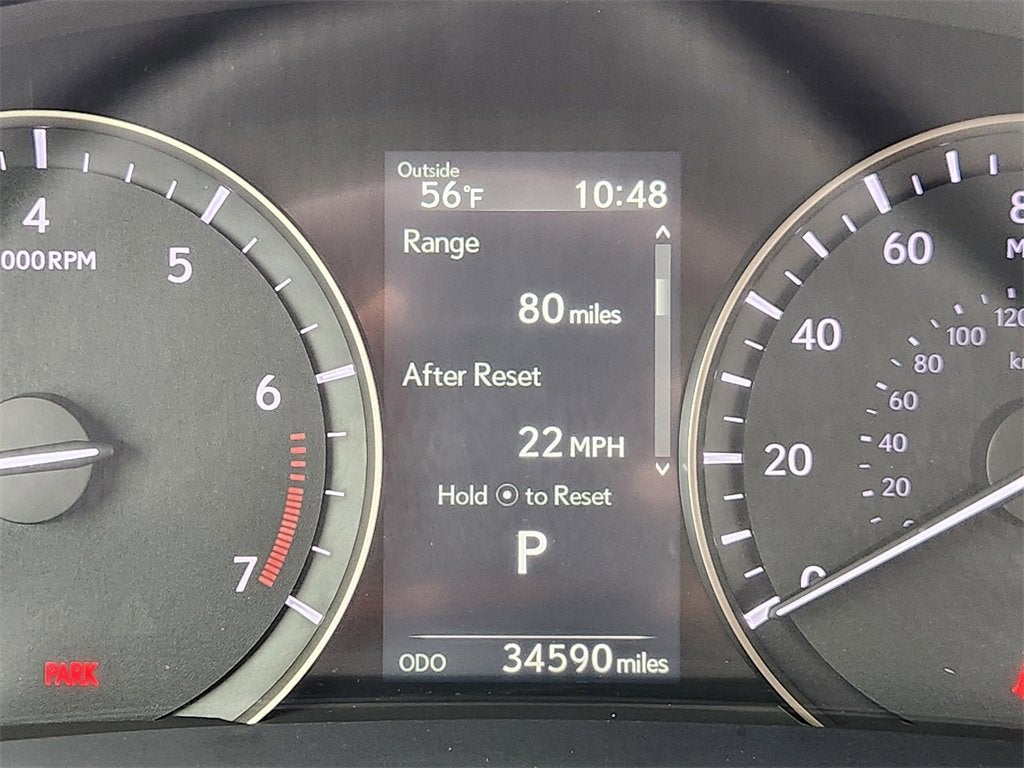 Outside
56°F 10:48
Range
80 miles
After Reset
22 MPH
Hold to Reset
P
ODO 34590 miles
4
000RPM
5
6
7
PARK
60
40
20
0
120
100
80
60
40
20